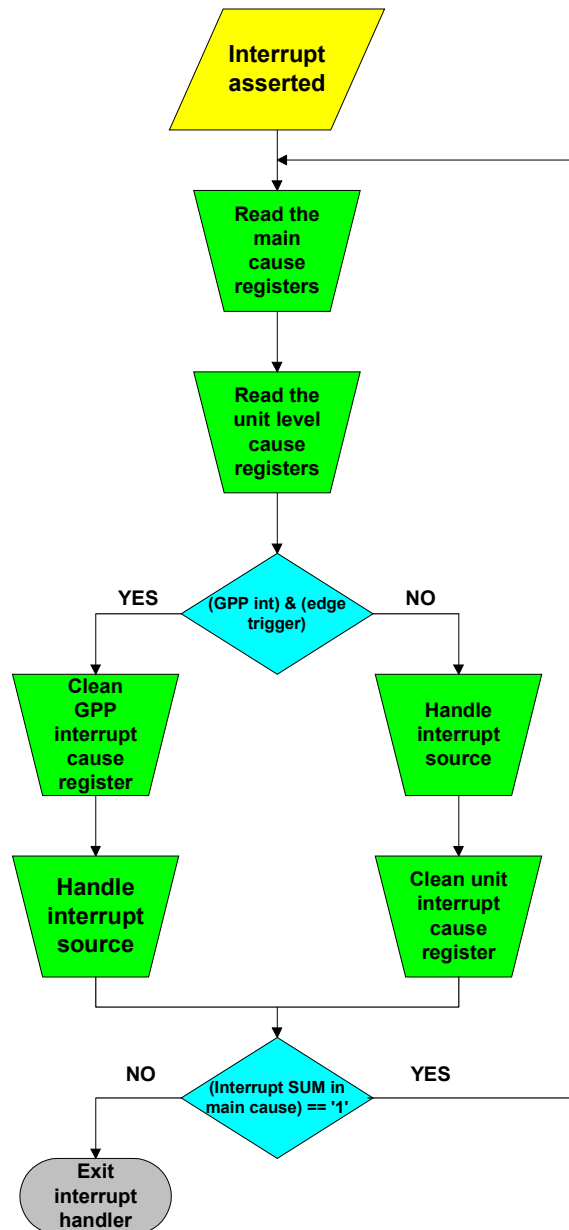 Interrupt
asserted
Read the
main
cause
registers
Read the
unit level
cause
registers
YES
(GPP int) & (edge
trigger)
NO
Clean
GPP
interrupt
cause
register
Handle
interrupt
source
Handle
interrupt
source
Clean unit
interrupt
cause
register
NO
(Interrupt SUM in
main cause) == '1'
YES
Exit
interrupt
handler